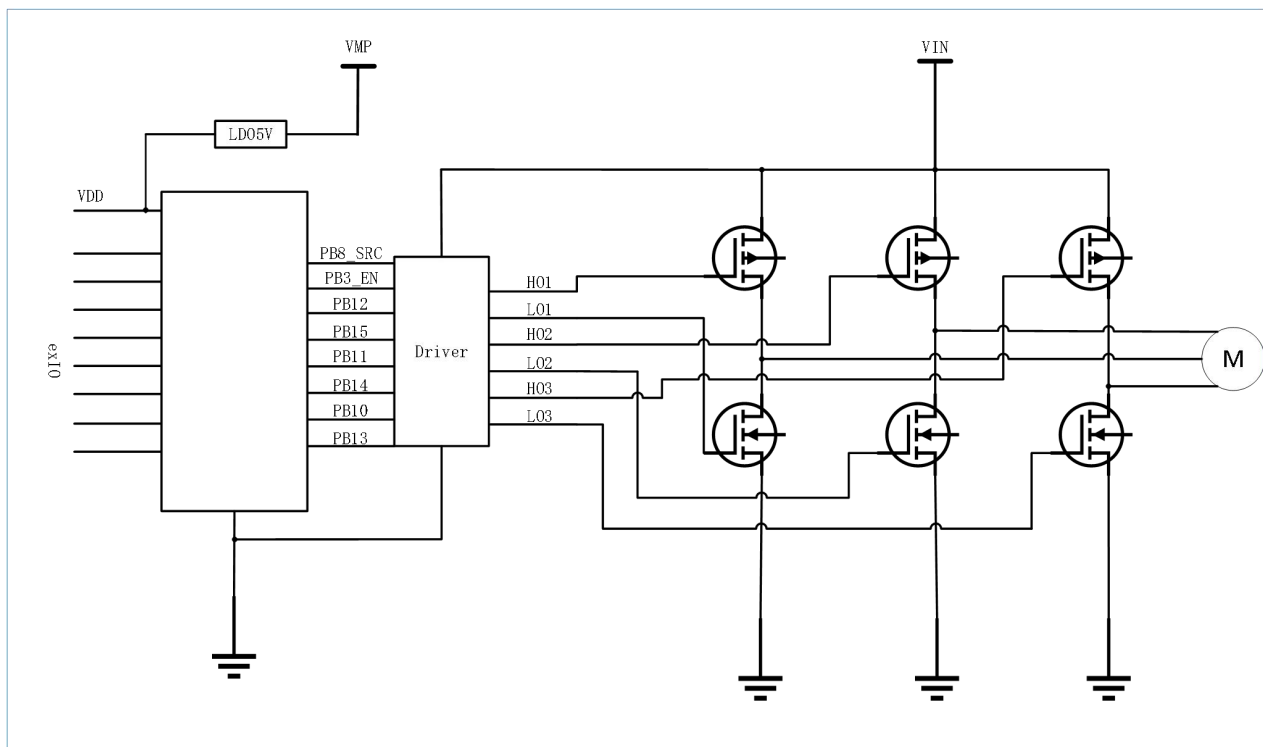 VMP
VIN
LDO5V
VDD
PB8_SRC
PB3_EN
PB12
PB15
PB11
PB14
PB10
PB13
exIO
Driver
HO1
LO1
HO2
LO2
HO3
LO3
M